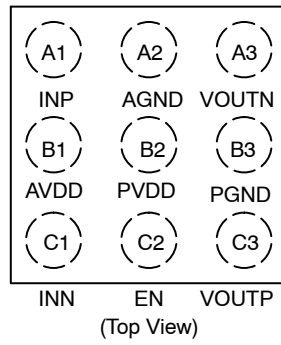 A1 A2 A3
INP AGND VOUTN
B1 B2 B3
AVDD PVDD PGND
C1 C2 C3
INN EN VOUTP
(Top View)